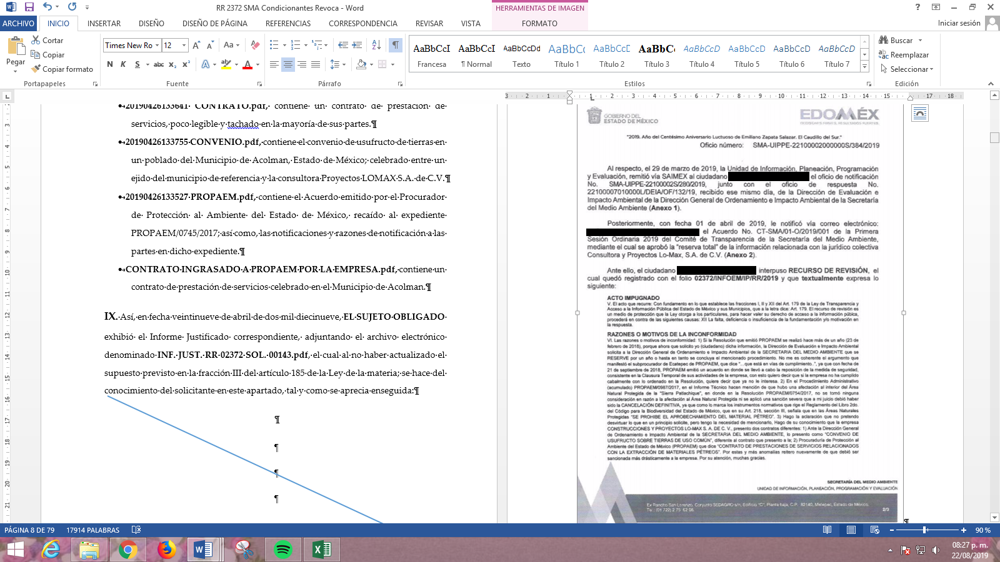 RR 2372 SMA Condicionantes Revoca - Word
HERRAMIENTAS DE IMAGEN
ARCHIVO INICIO INSERTAR DISEÑO DISEÑO DE PÁGINA REFERENCIAS CORRESPONDENCIA REVISAR VISTA FORMATO
Iniciar sesión
Pegar
Cortar
Copiar
Copiar formato
Portapapeles
Times New Ro 12
N K S abc x₂ x²
Fuente
Párrafo
AaBbCcI AaBbCcI AaBbCcDd AaBbCc AaBbCcD AaBbC AaBbCcD AaBbCcD AaBbCcD AaBbCcD
Francesa ¶ Normal Texto Título 1 Título 2 Título 3 Título 4 Título 5 Título 6 Título 7
Estilos
Buscar
Reemplazar
Seleccionar
Edición
20190426133641 CONTRATO.pdf, contiene un contrato de prestación de
servicios, poco legible y tachado en la mayoría de sus partes.¶
20190426133755 CONVENIO.pdf, contiene el convenio de usufructo de tierras en
un poblado del Municipio de Acolman, Estado de México; celebrado entre un
ejido del municipio de referencia y la consultora Proyectos LOMAX S.A. de C.V.¶
20190426133527 PROPAEM.pdf, contiene el Acuerdo emitido por el Procurador
de Protección al Ambiente del Estado de México, recaído al expediente
PROPAEM/0745/2017; así como, las notificaciones y razones de notificación a las
partes en dicho expediente.¶
CONTRATO INGRASADO A PROPAEM POR LA EMPRESA.pdf, contiene un
contrato de prestación de servicios celebrado en el Municipio de Acolman.¶
IX. Así, en fecha veintinueve de abril de dos mil diecinueve, EL SUJETO OBLIGADO
exhibió el Informe Justificado correspondiente, adjuntando el archivo electrónico
denominado INF. JUST. RR 02372 SOL. 00143.pdf, el cual al no haber actualizado el
supuesto previsto en la fracción III del artículo 185 de la Ley de la materia; se hace del
conocimiento del solicitante en este apartado, tal y como se aprecia enseguida:¶
¶
¶
¶
¶
GOBIERNO DEL
ESTADO DE MÉXICO
EDOMÉX
"2019. Año del Centésimo Aniversario Luctuoso de Emiliano Zapata Salazar. El Caudillo del Sur."
Oficio número: SMA-UIPPE-22100002000000S/384/2019
Al respecto, el 29 de marzo de 2019, la Unidad de Información, Planeación, Programación
y Evaluación, remitió vía SAIMEX al ciudadano el oficio de notificación
No. SMA-UIPPE-22100002S/280/2019, junto con el oficio de respuesta No.
22100007010000L/DEIA/OF/132/19, recibido ese mismo día, de la Dirección de Evaluación e
Impacto Ambiental de la Dirección General de Ordenamiento e Impacto Ambiental de la Secretaría
del Medio Ambiente (Anexo 1).
Posteriormente, con fecha 01 de abril de 2019, le notificó vía correo electrónico:
el Acuerdo No. CT-SMA/01-O/2019/001 de la Primera
Sesión Ordinaria 2019 del Comité de Transparencia de la Secretaría del Medio Ambiente,
mediante el cual se aprobó la "reserva total" de la información relacionada con la jurídico colectiva
Consultora y Proyectos Lo-Max, S.A. de C.V. (Anexo 2).
Ante ello, el ciudadano interpuso RECURSO DE REVISIÓN, el
cual quedó registrado con el folio 02372/INFOEM/IP/RR/2019 y que textualmente expresa lo
siguiente:
ACTO IMPUGNADO
V. El acto que recurre: Con fundamento en lo que establece las fracciones I, II y XII del Art. 179 de la Ley de Transparencia y
Acceso a la Información Pública del Estado de México y sus Municipios, que a la letra dice: Art. 179. El recurso de revisión es
un medio de protección que la Ley otorga a los particulares, para hacer valer su derecho de acceso a la información pública,
procederá en contra de las siguientes causas: XII La falta, deficiencia o insuficiencia de la fundamentación y/o motivación en
la respuesta.
RAZONES O MOTIVOS DE LA INCONFORMIDAD
VI. Las razones o motivos de inconformidad: 1) Si la Resolución que emitió PROPAEM se realizó hace más de un año (23 de
febrero de 2018), porque ahora que solicito yo (ciudadano) dicha información, la Dirección de Evaluación e Impacto Ambiental
solicita a la Dirección General de Ordenamiento e Impacto Ambiental de la SECRETARIA DEL MEDIO AMBIENTE que se
RESERVE por un año o hasta en tanto se concluya el mencionado procedimiento. No me es coherente el argumento que
manifestó el subprocurador de Ecatepec de PROPAEM, que dice "...que está en vías de cumplimiento..", ya que con fecha de
21 de septiembre de 2018, PROPAEM emitió un acuerdo en donde se llevó a cabo la reposición de la medida de seguridad,
consistente en la Clausura Temporal de sus actividades de la empresa, con esto quiero decir que si la empresa no ha cumplido
cabalmente con lo ordenado en la Resolución, quiere decir que ya no le interesa. 2) En el Procedimiento Administrativo
(acumulado) PROPAEM/0987/2017, en el Informe Técnico hacen mención de que hubo una afectación al interior del Área
Natural Protegida de la "Sierra Patlachique", en donde en la Resolución PROPAEM/0754/2017, no se tomó ninguna
consideración en razón a la afectación al Área Natural Protegida ni se aplicó una sanción severa que a mi juicio debió haber
sido la CANCELACIÓN DEFINITIVA, ya que como lo marca los instrumentos normativos que rige el Reglamento del Libro 2do.
del Código para la Biodiversidad del Estado de México, que en su Art. 218, sección III, señala que en las Áreas Naturales
Protegidas "SE PROHIBE EL APROBECHAMIENTO DEL MATERIAL PÉTREO". 3) Hago la aclaración que no pretendo
desvirtuar lo que en un principio solicite, pero tengo la necesidad de mencionarlo, Hago de su conocimiento que la empresa
CONSTRUCCIONES Y PROYECTOS LO-MAX S. A. DE C. V., presento dos contratos diferentes: 1) Ante la Dirección General
de Ordenamiento e Impacto Ambiental de la SECRETARIA DEL MEDIO AMBIENTE, lo presento como "CONVENIO DE
USUFRUCTO SOBRE TIERRAS DE USO COMÚN", diferente al contrato que presento a la; 2) Procuraduría de Protección al
Ambiente del Estado de México (PROPAEM) que dice "CONTRATO DE PRESTACIONES DE SERVICIOS RELACIONADOS
CON LA EXTRACCIÓN DE MATERIALES PÉTREOS". Por estas y más anomalías reitero nuevamente de que debió ser
sancionada más drásticamente a la empresa. Por su atención, muchas gracias.
SECRETARÍA DEL MEDIO AMBIENTE
UNIDAD DE INFORMACIÓN, PLANEACIÓN, PROGRAMACIÓN Y EVALUACIÓN
Ex Rancho San Lorenzo, Conjunto SEDAGRO s/n, Edificio "C", Planta baja, C.P. 52140, Metepec, Estado de México.
2/3
PÁGINA 8 DE 79 17914 PALABRAS 90 %
08:27 p. m.
22/08/2019